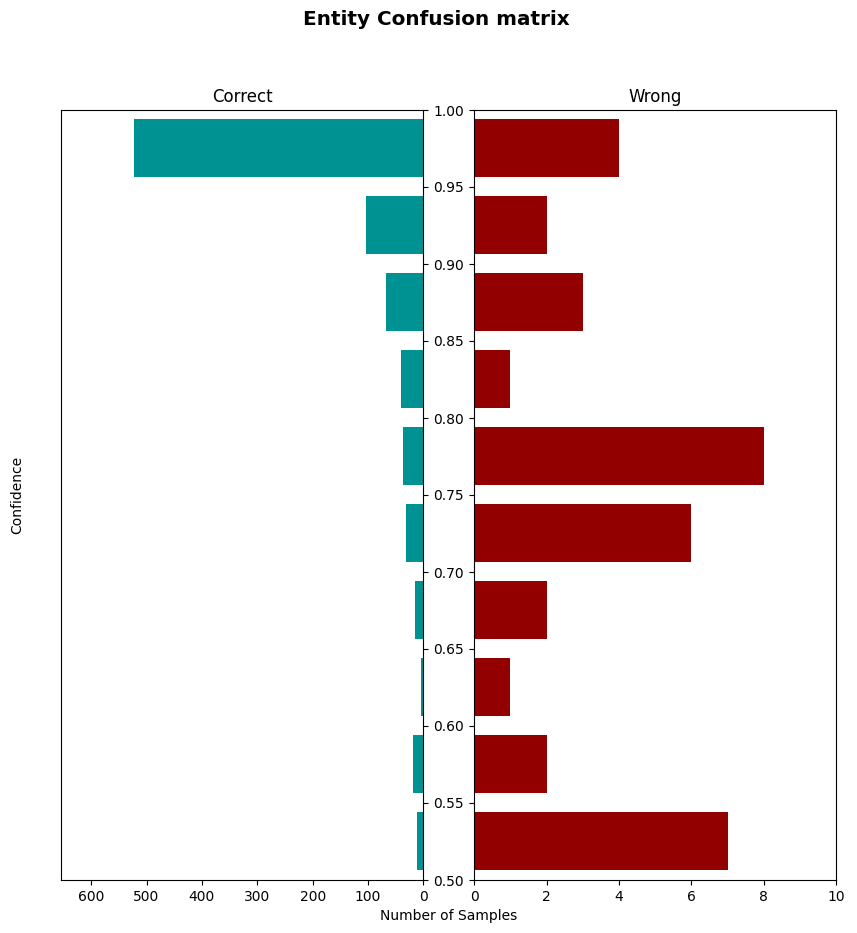 Entity Confusion matrix
Correct
Wrong
1.00
0.95
0.90
0.85
0.80
0.75
0.70
0.65
0.60
0.55
0.50
Confidence
600 500 400 300 200 100 0
0 2 4 6 8 10
Number of Samples